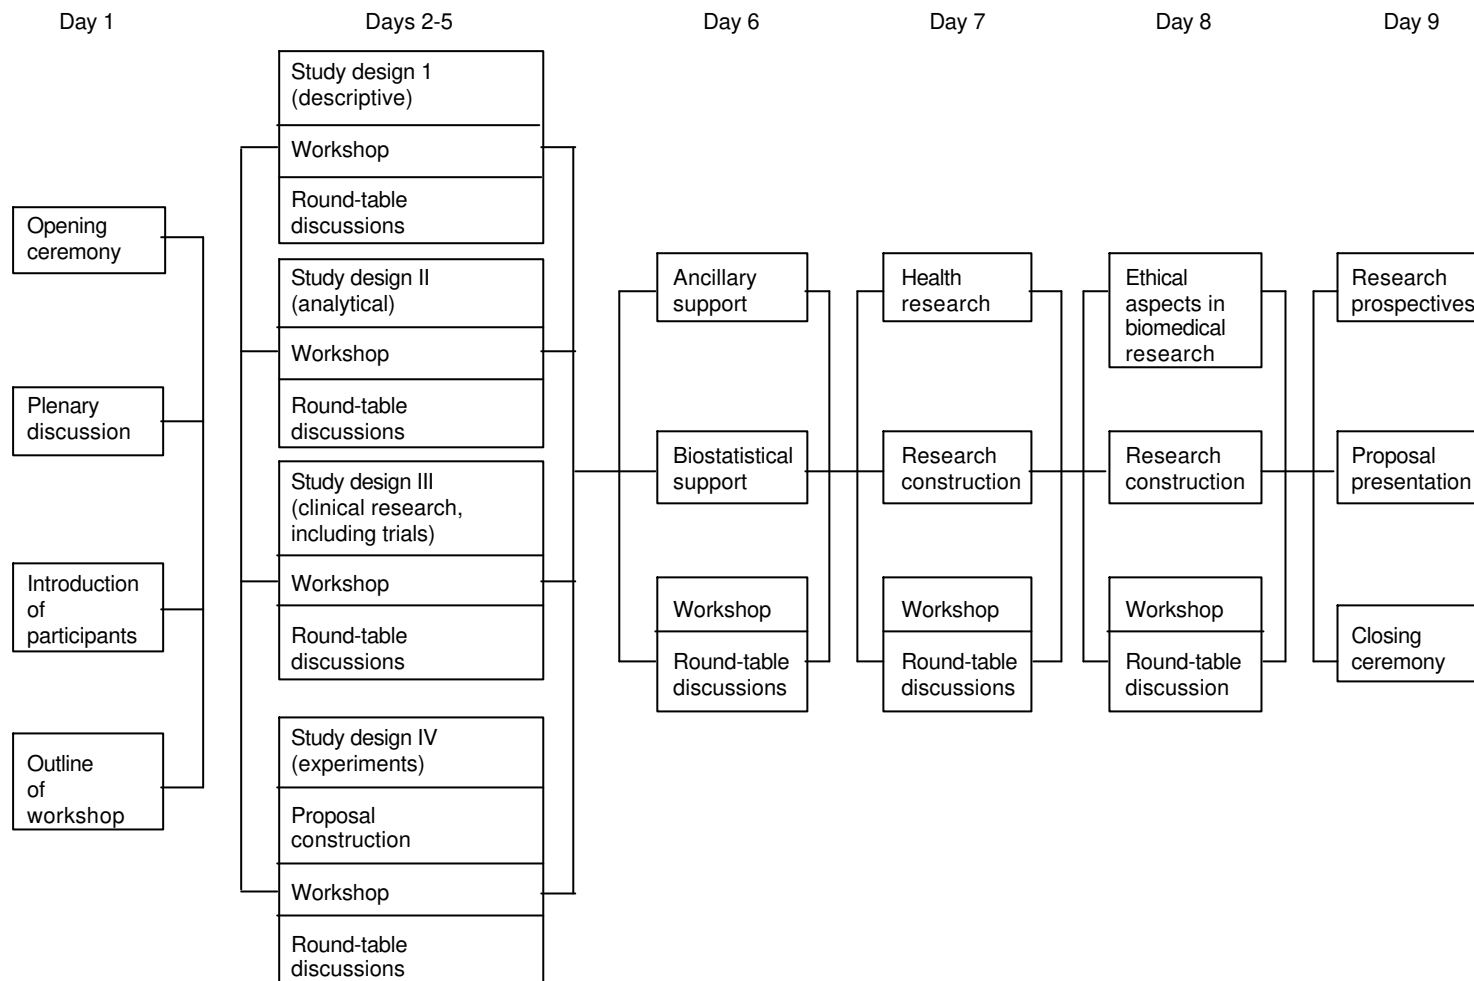 Day 1
Days 2-5
Day 6
Day 7
Day 8
Day 9
Opening
ceremony
Plenary
discussion
Introduction
of
participants
Outline
of
workshop
Study design 1
(descriptive)
Workshop
Round-table
discussions
Study design II
(analytical)
Workshop
Round-table
discussions
Study design III
(clinical research,
including trials)
Workshop
Round-table
discussions
Study design IV
(experiments)
Proposal
construction
Workshop
Round-table
discussions
Ancillary
support
Biostatistical
support
Workshop
Round-table
discussions
Health
research
Research
construction
Workshop
Round-table
discussions
Ethical
aspects in
biomedical
research
Research
construction
Workshop
Round-table
discussion
Research
prospectives
Proposal
presentation
Closing
ceremony